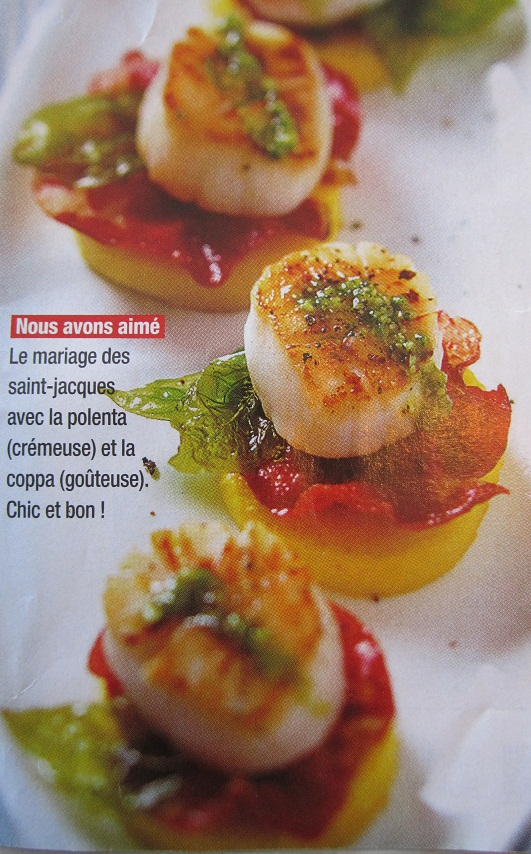 Nous avons aimé
Le mariage des
saint-jacques
avec la polenta
(crémeuse) et la
coppa (goûteuse).
Chic et bon !